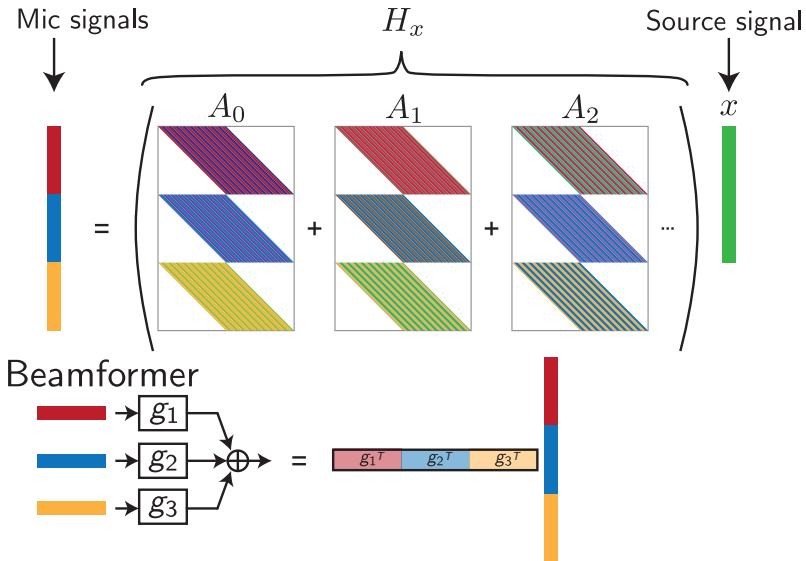 Mic signals
H_x
Source signal
A_0
A_1
A_2
x
=
+
+
...
Beamformer
g_1
g_2
g_3
=
g_1^T
g_2^T
g_3^T